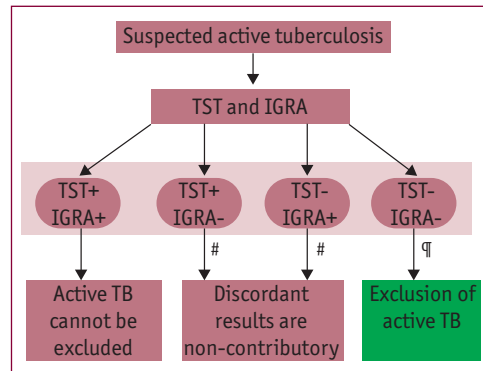 Suspected active tuberculosis
TST and IGRA
TST+
IGRA+
TST+
IGRA-
TST-
IGRA+
TST-
IGRA-
#
#
¶
Active TB
cannot be
excluded
Discordant
results are
non-contributory
Exclusion of
active TB